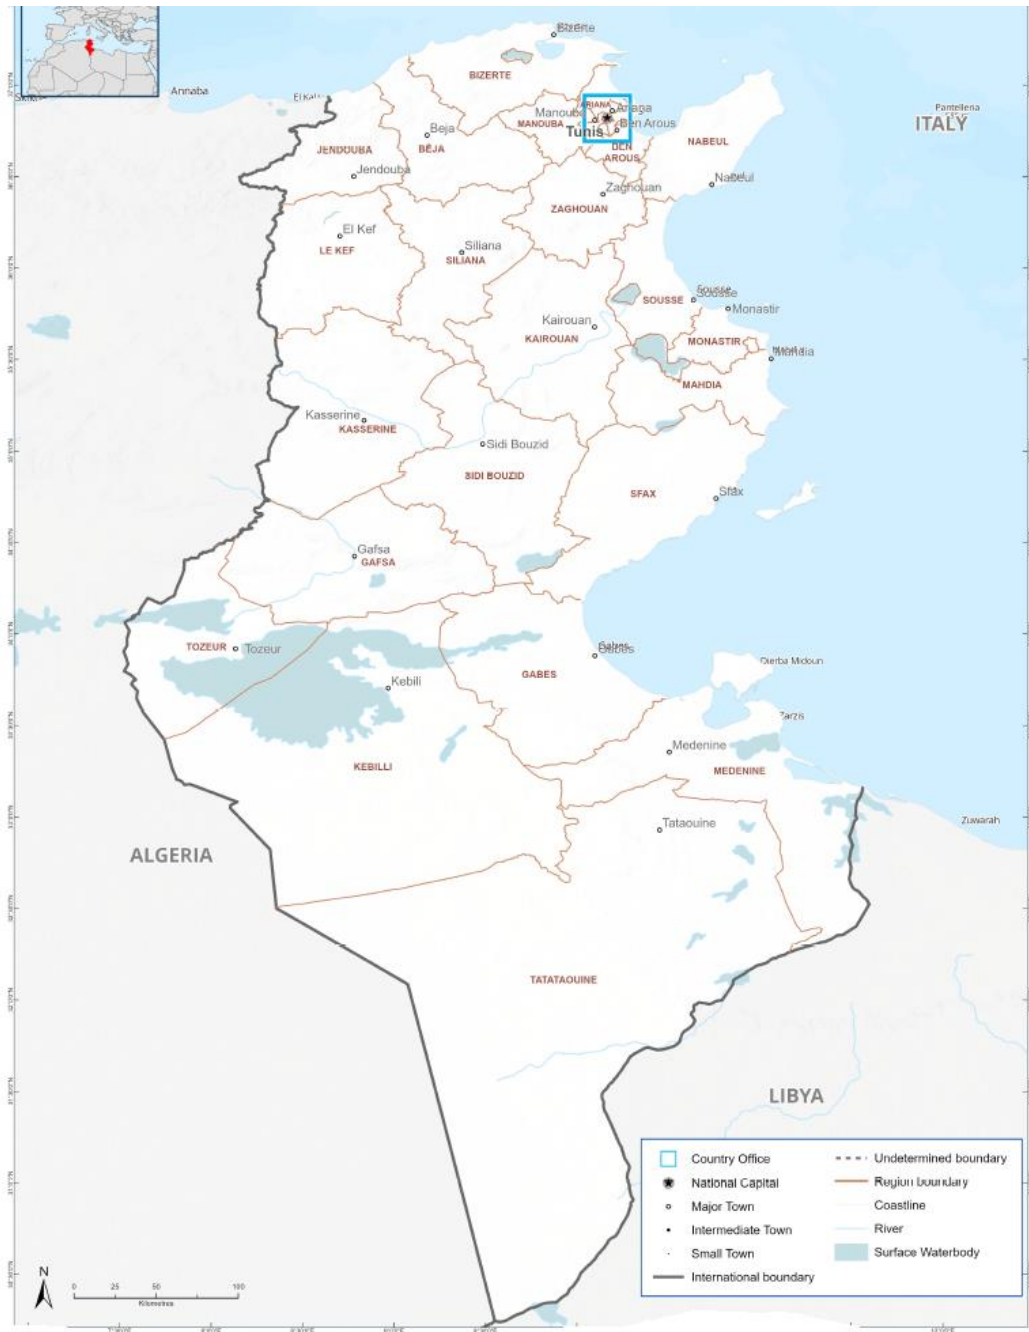 Bizerte
BIZERTE
Annaba
El Kala
Pantelleria
ITALY
ARIANA
Ariana
Manouba
MANOUBA
Tunis
Ben Arous
BEN
AROUS
NABEUL
Beja
BÉJA
JENDOUBA
Jendouba
Nabeul
Zaghouan
ZAGHOUAN
El Kef
LE KEF
Siliana
SILIANA
Sousse
Sousse
SOUSSE
Monastir
Kairouan
KAIROUAN
MONASTIR
Mahdia
MAHDIA
Kasserine
KASSERINE
Sidi Bouzid
SIDI BOUZID
SFAX
Sfax
Gafsa
GAFSA
TOZEUR
Tozeur
Gabes
Gabes
GABES
Djerba Midoun
Kebili
Zarzis
Medenine
KEBILLI
MEDENINE
Tataouine
Zuwarah
ALGERIA
TATATAOUINE
LIBYA
Country Office
National Capital
Major Town
Intermediate Town
Small Town
International boundary
Undetermined boundary
Region boundary
Coastline
River
Surface Waterbody
N
0 25 50 100
Kilometres